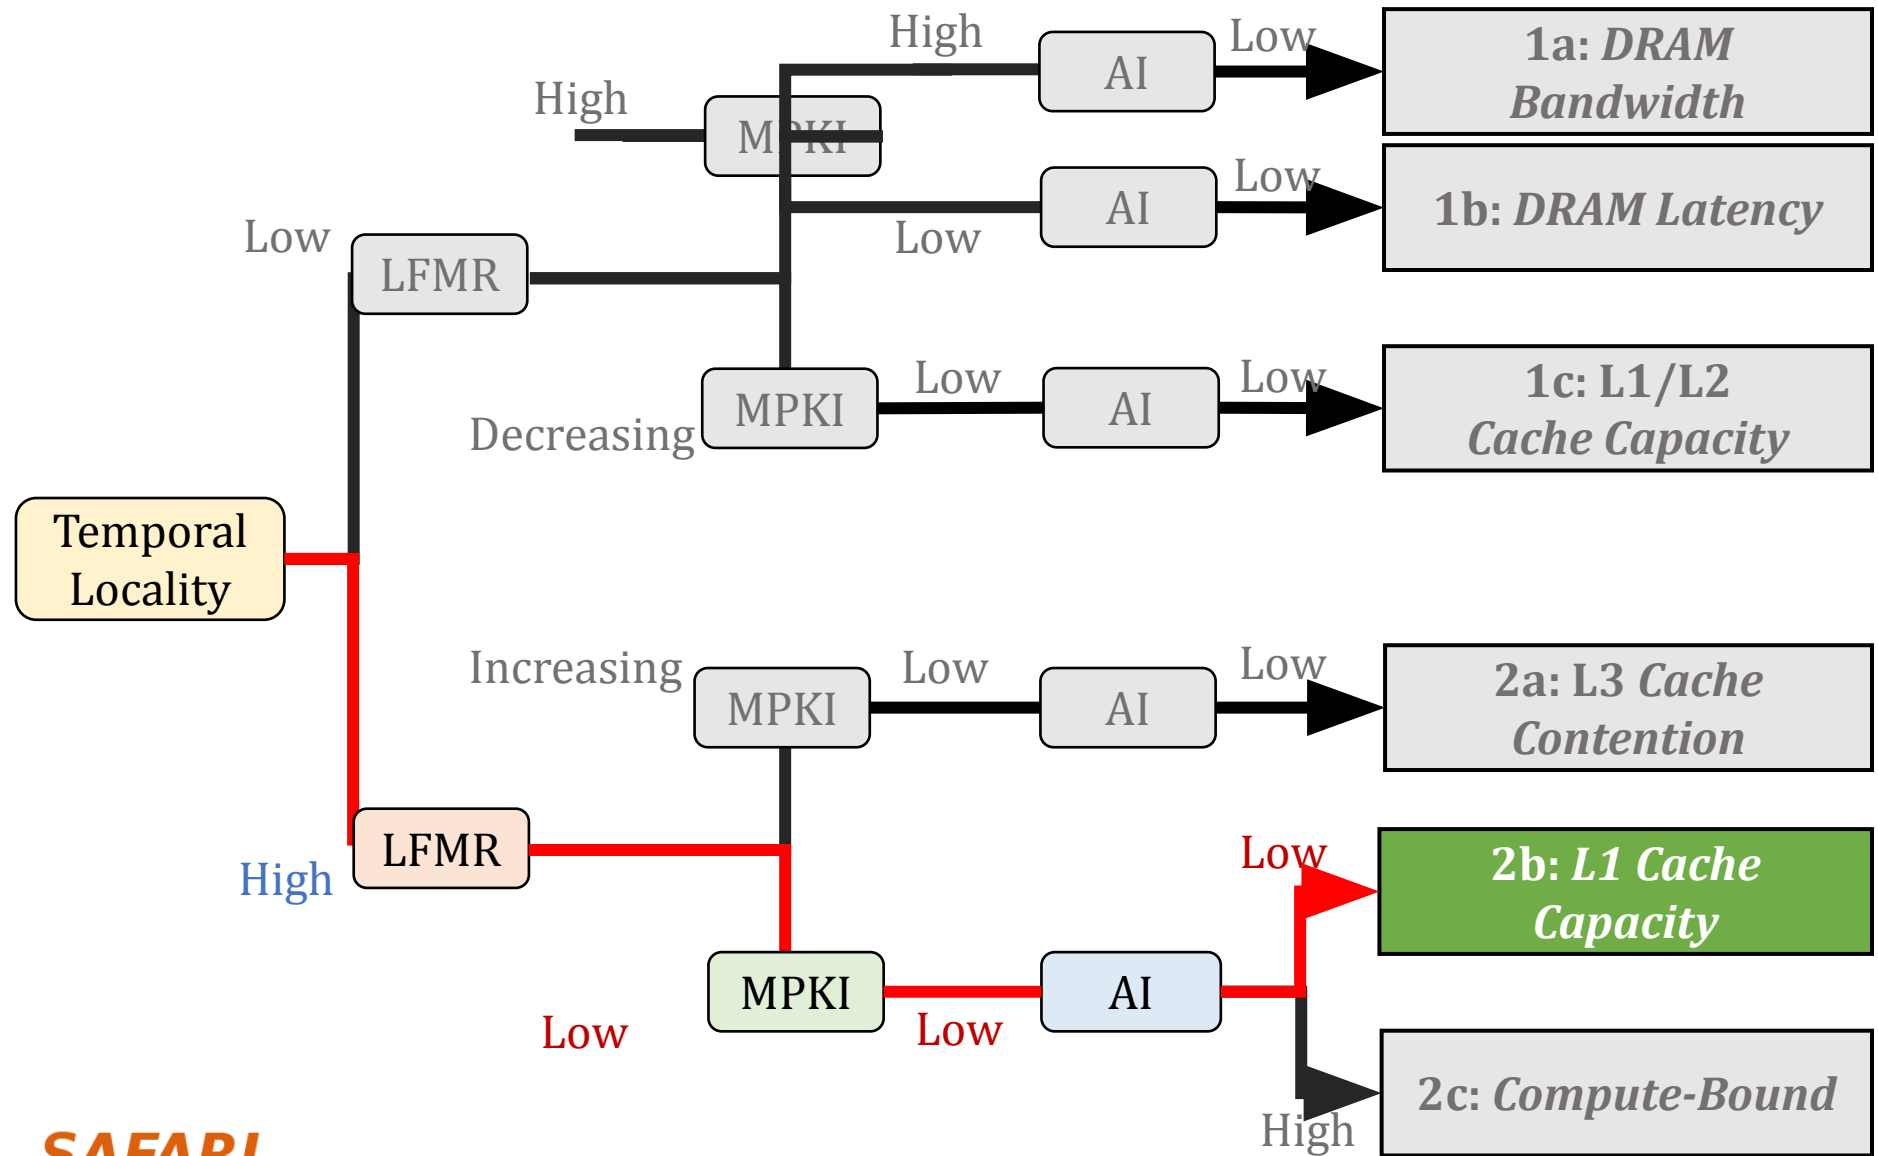 High
Low
1a: DRAM
Bandwidth
AI
High
MPKI
Low
AI
1b: DRAM Latency
Low
Low
LFMR
Low
Low
1c: L1/L2
Cache Capacity
MPKI
AI
Decreasing
Temporal
Locality
Increasing
Low
Low
2a: L3 Cache
Contention
MPKI
AI
LFMR
High
Low
2b: L1 Cache
Capacity
MPKI
AI
Low
Low
2c: Compute-Bound
High
SAFARI